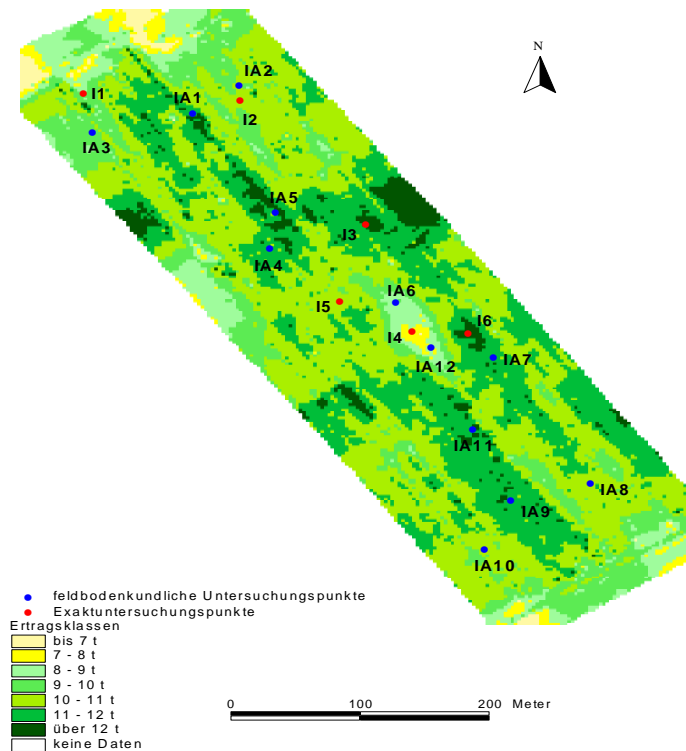 N
IA2
I1
IA1
I2
IA3
IA5
I3
IA4
IA6
I5
I6
I4
IA12
IA7
IA11
IA8
IA9
IA10
feldbodenkundliche Untersuchungspunkte
Exaktuntersuchungspunkte
Ertragsklassen
bis 7 t
7 - 8 t
8 - 9 t
9 - 10 t
10 - 11 t
11 - 12 t
über 12 t
keine Daten
0 100 200 Meter